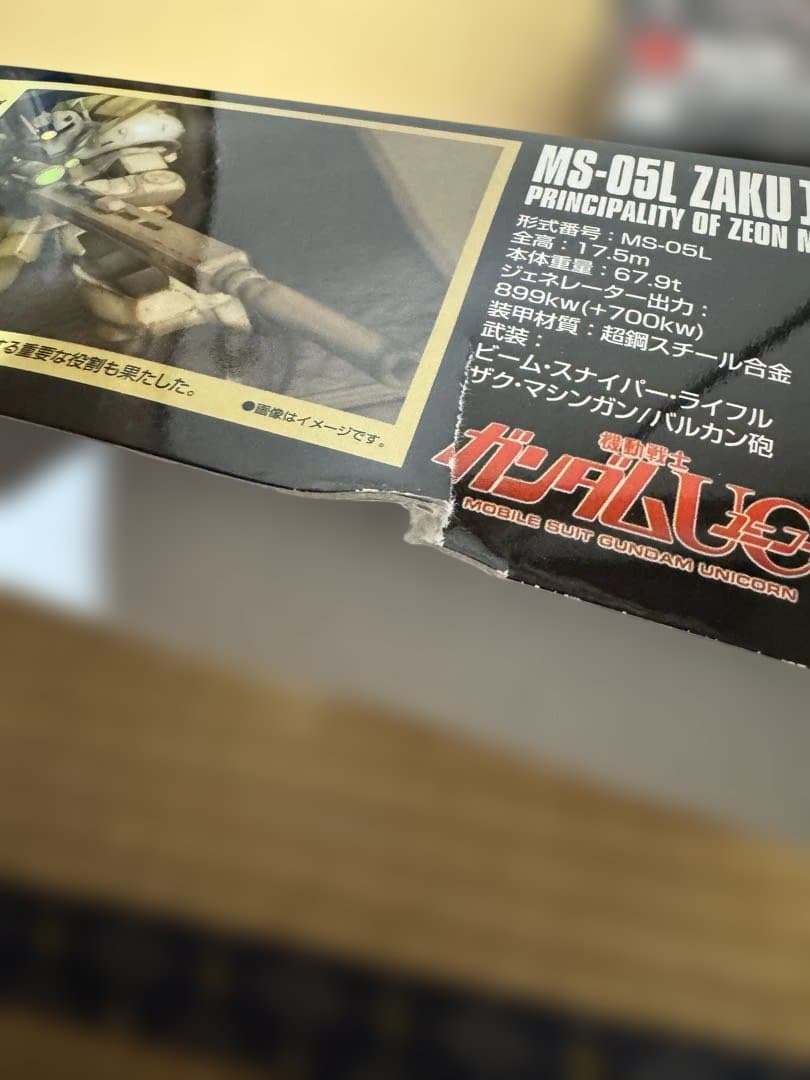 MS-05L ZAKU
PRINCIPALITY OF ZEON
形式番号：MS-05L
全高：17.5m
本体重量：67.9t
ジェネレーター出力：
899kw(+700kw)
装甲材質：超鋼スチール合金
武装：
ビーム・スナイパー・ライフル
ザク・マシンガン/バルカン砲
する重要な役割も果たした。
●画像はイメージです。
機動戦士
ガンダムUC
MOBILE SUIT GUNDAM UNICORN